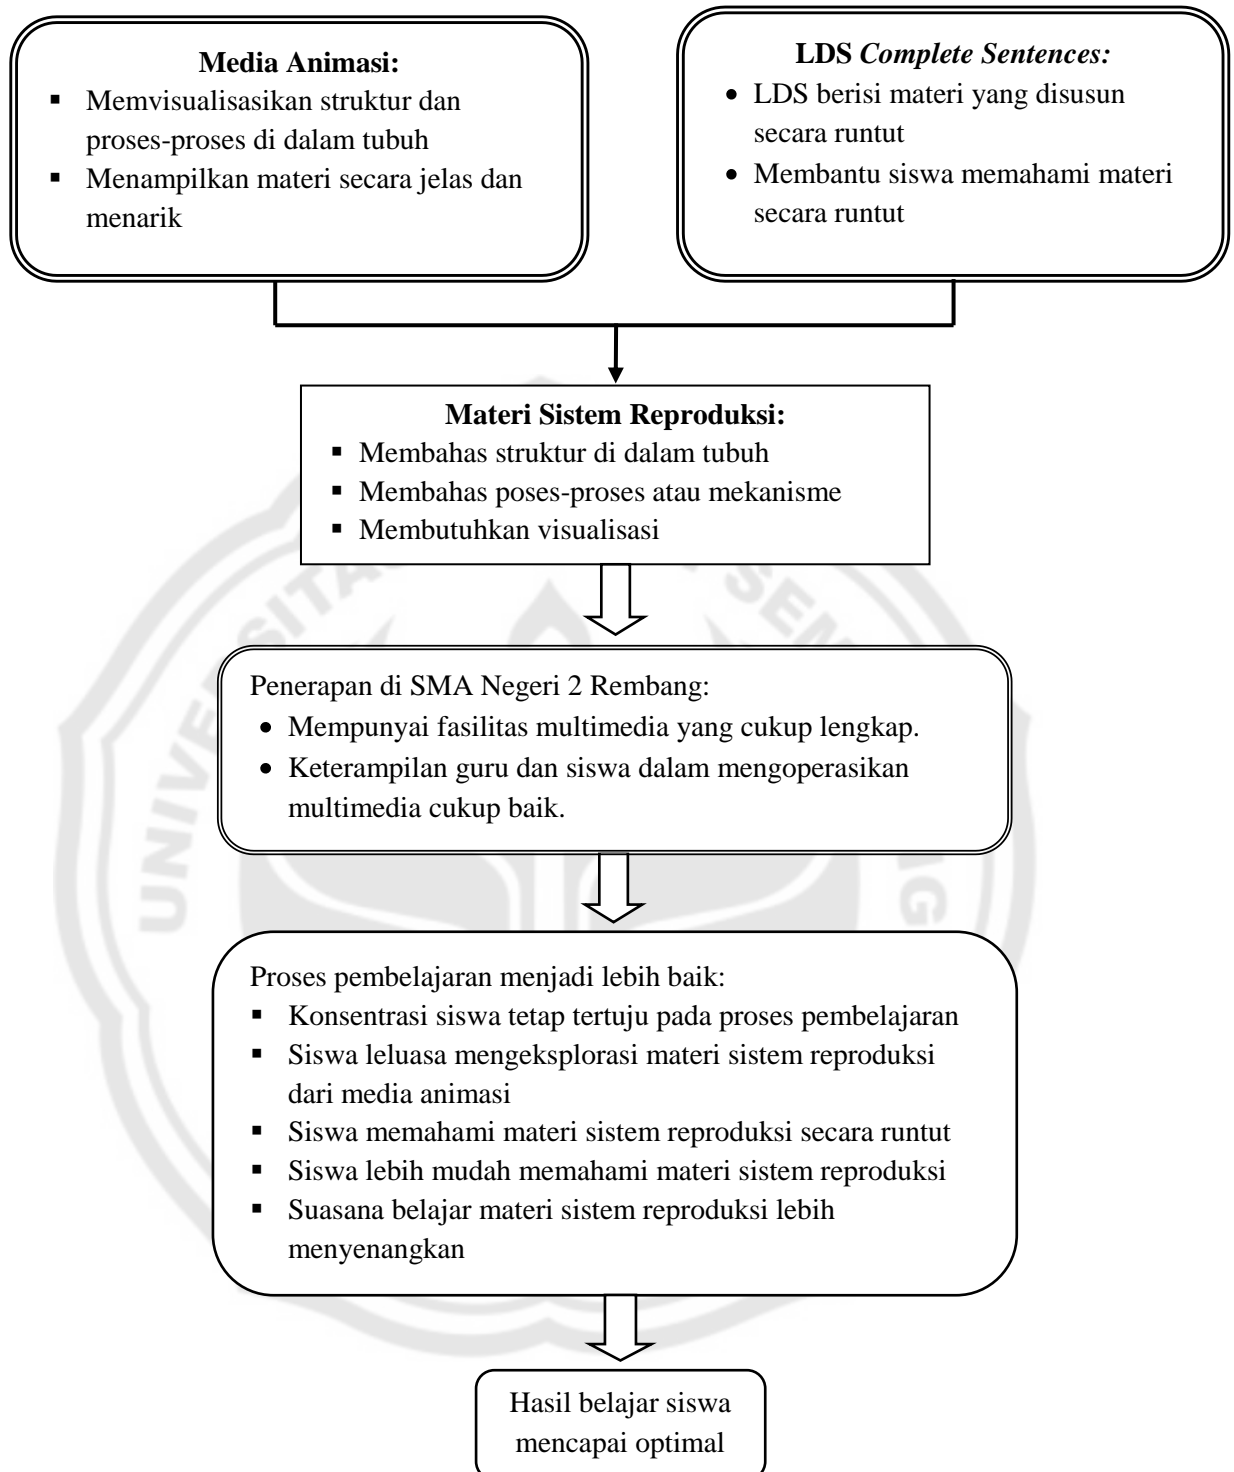 Media Animasi:
▪ Memvisualisasikan struktur dan
proses-proses di dalam tubuh
▪ Menampilkan materi secara jelas dan
menarik
LDS Complete Sentences:
• LDS berisi materi yang disusun
secara runtut
• Membantu siswa memahami materi
secara runtut
Materi Sistem Reproduksi:
▪ Membahas struktur di dalam tubuh
▪ Membahas poses-proses atau mekanisme
▪ Membutuhkan visualisasi
Penerapan di SMA Negeri 2 Rembang:
• Mempunyai fasilitas multimedia yang cukup lengkap.
• Keterampilan guru dan siswa dalam mengoperasikan
multimedia cukup baik.
Proses pembelajaran menjadi lebih baik:
▪ Konsentrasi siswa tetap tertuju pada proses pembelajaran
▪ Siswa leluasa mengeksplorasi materi sistem reproduksi
dari media animasi
▪ Siswa memahami materi sistem reproduksi secara runtut
▪ Siswa lebih mudah memahami materi sistem reproduksi
▪ Suasana belajar materi sistem reproduksi lebih
menyenangkan
Hasil belajar siswa
mencapai optimal